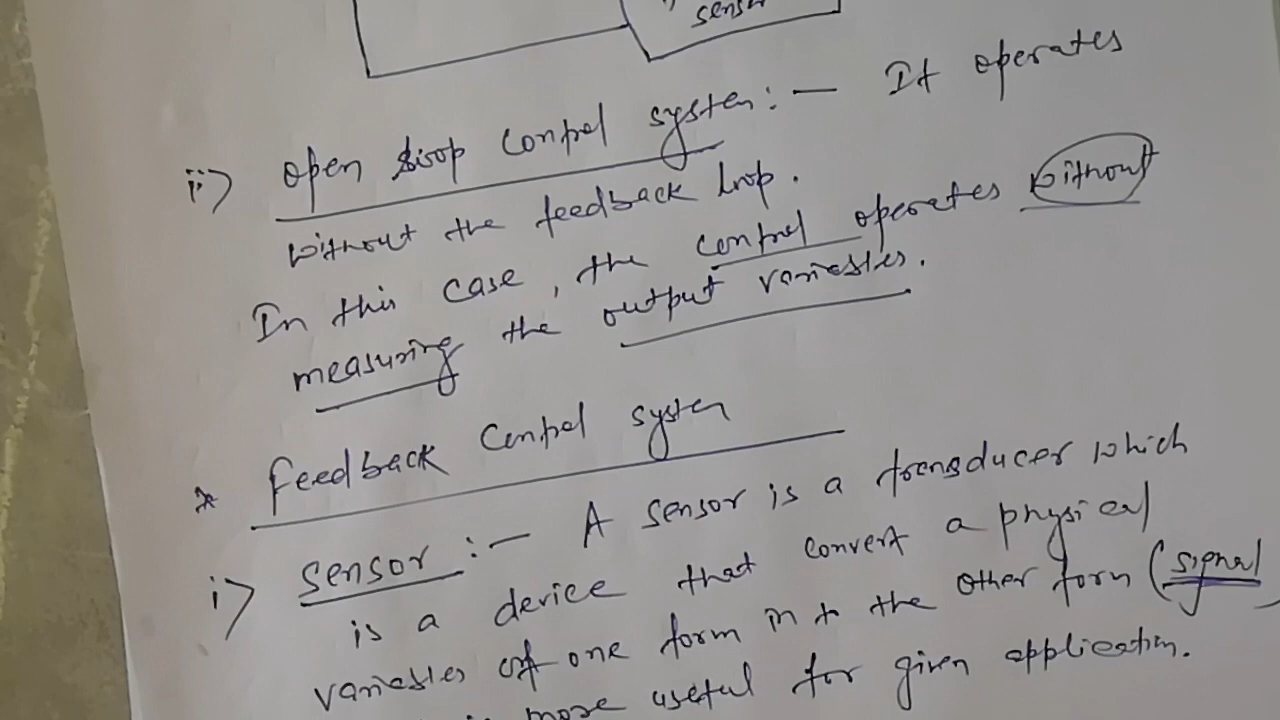 sensor
ii) open loop control system :- It operates
without the feedback loop.
In this case, the control operates without
measuring the output variables.
* Feedback control system
i) Sensor :- A sensor is a transducer which
is a device that convert a physical
variables of one form in to the other form (signal
more useful for given application.